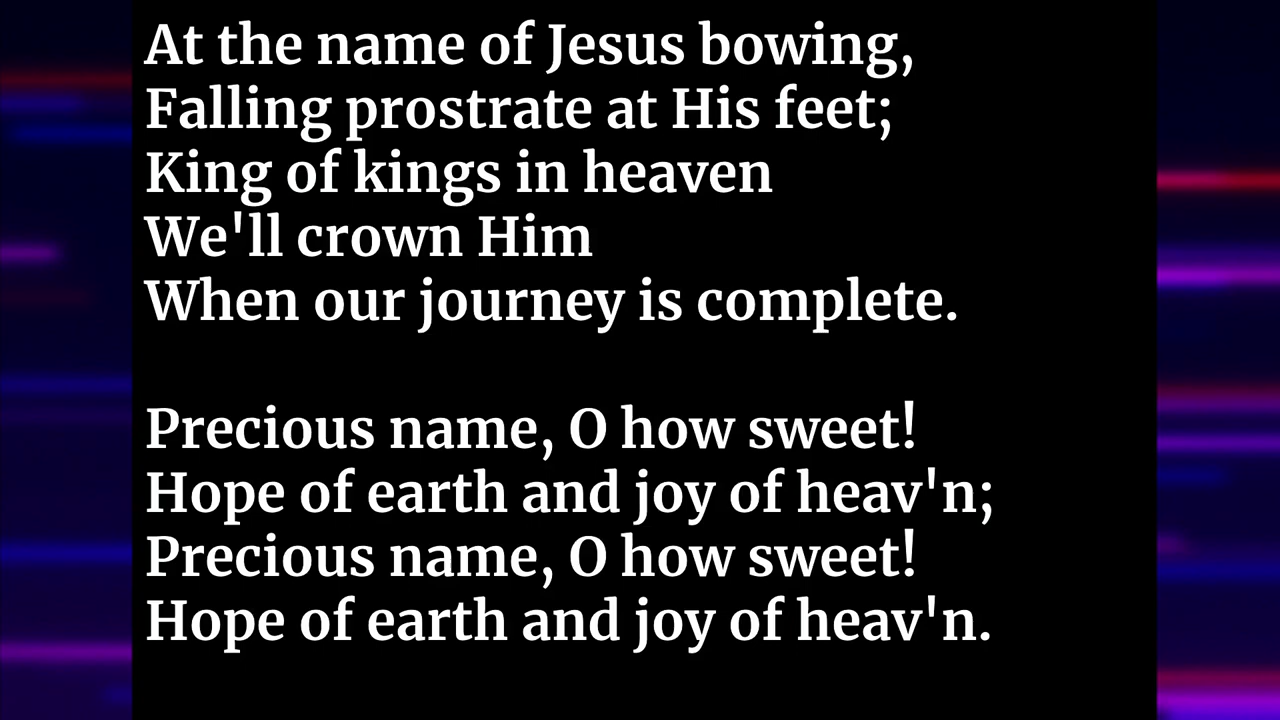 At the name of Jesus bowing,
Falling prostrate at His feet;
King of kings in heaven
We'll crown Him
When our journey is complete.
Precious name, O how sweet!
Hope of earth and joy of heav'n;
Precious name, O how sweet!
Hope of earth and joy of heav'n.